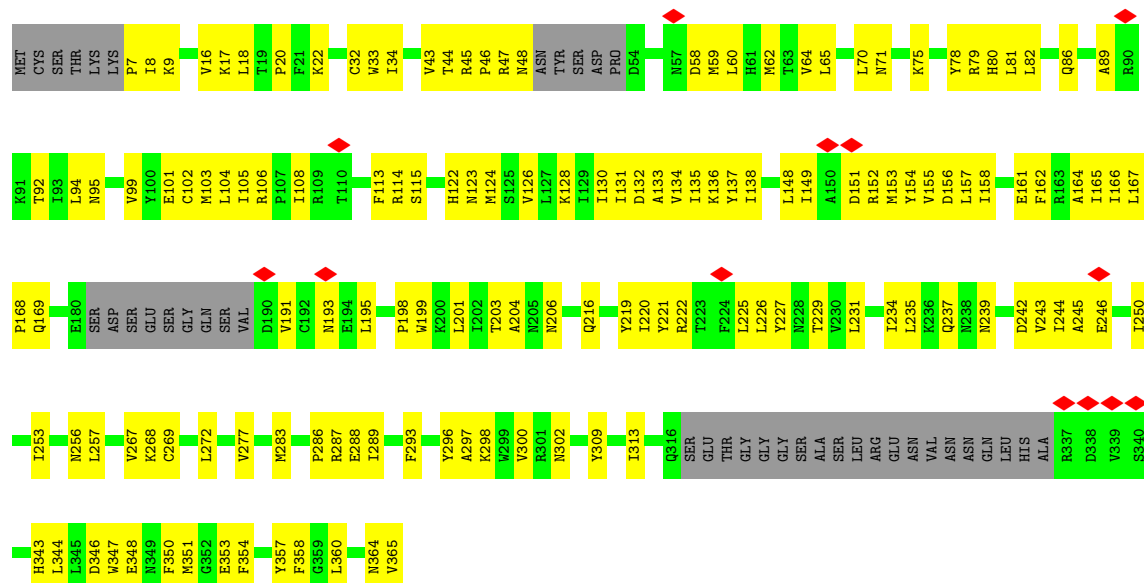 MET CYS SER THR LYS LYS P7 I8 K9 V16 K17 L18 T19 P20 F21 K22 C32 W33 I34 V43 T44 R45 P46 R47 N48 ASN TYR SER ASP PRO D54 N57 D58 M59 L60 H61 M62 T63 V64 L65 L70 N71 K75 Y78 R79 H80 L81 L82 Q86 A89 R90
K91 T92 I93 L94 N95 V99 Y100 E101 C102 M103 L104 I105 R106 P107 I108 R109 T110 F113 R114 S115 H122 N123 M124 S125 V126 L127 K128 I129 I130 I131 D132 A133 V134 I135 K136 Y137 I138 L148 I149 A150 D151 R152 M153 Y154 V155 D156 L157 I158 E161 F162 R163 A164 I165 I166 L167
P168 Q169 E180 SER ASP SER GLU SER GLY GLN SER VAL D190 V191 C192 N193 E194 L195 P198 W199 K200 L201 I202 T203 A204 N205 N206 Q216 Y219 I220 Y221 R222 T223 F224 L225 L226 Y227 N228 T229 V230 L231 I234 L235 K236 Q237 N238 N239 D242 V243 I244 A245 E246 I250
I253 N256 L257 V267 K268 G269 L272 V277 M283 P286 R287 E288 I289 F293 Y296 A297 K298 W299 V300 R301 N302 Y309 I313 Q316 SER GLU THR GLY GLY GLY SER ALA SER LEU ARG GLU ASN VAL ASN ASN GLN LEU HIS ALA R337 D338 V339 S340
H343 L344 L345 D346 W347 E348 N349 F350 M351 G352 E353 F354 Y357 F358 G359 L360 N364 V365